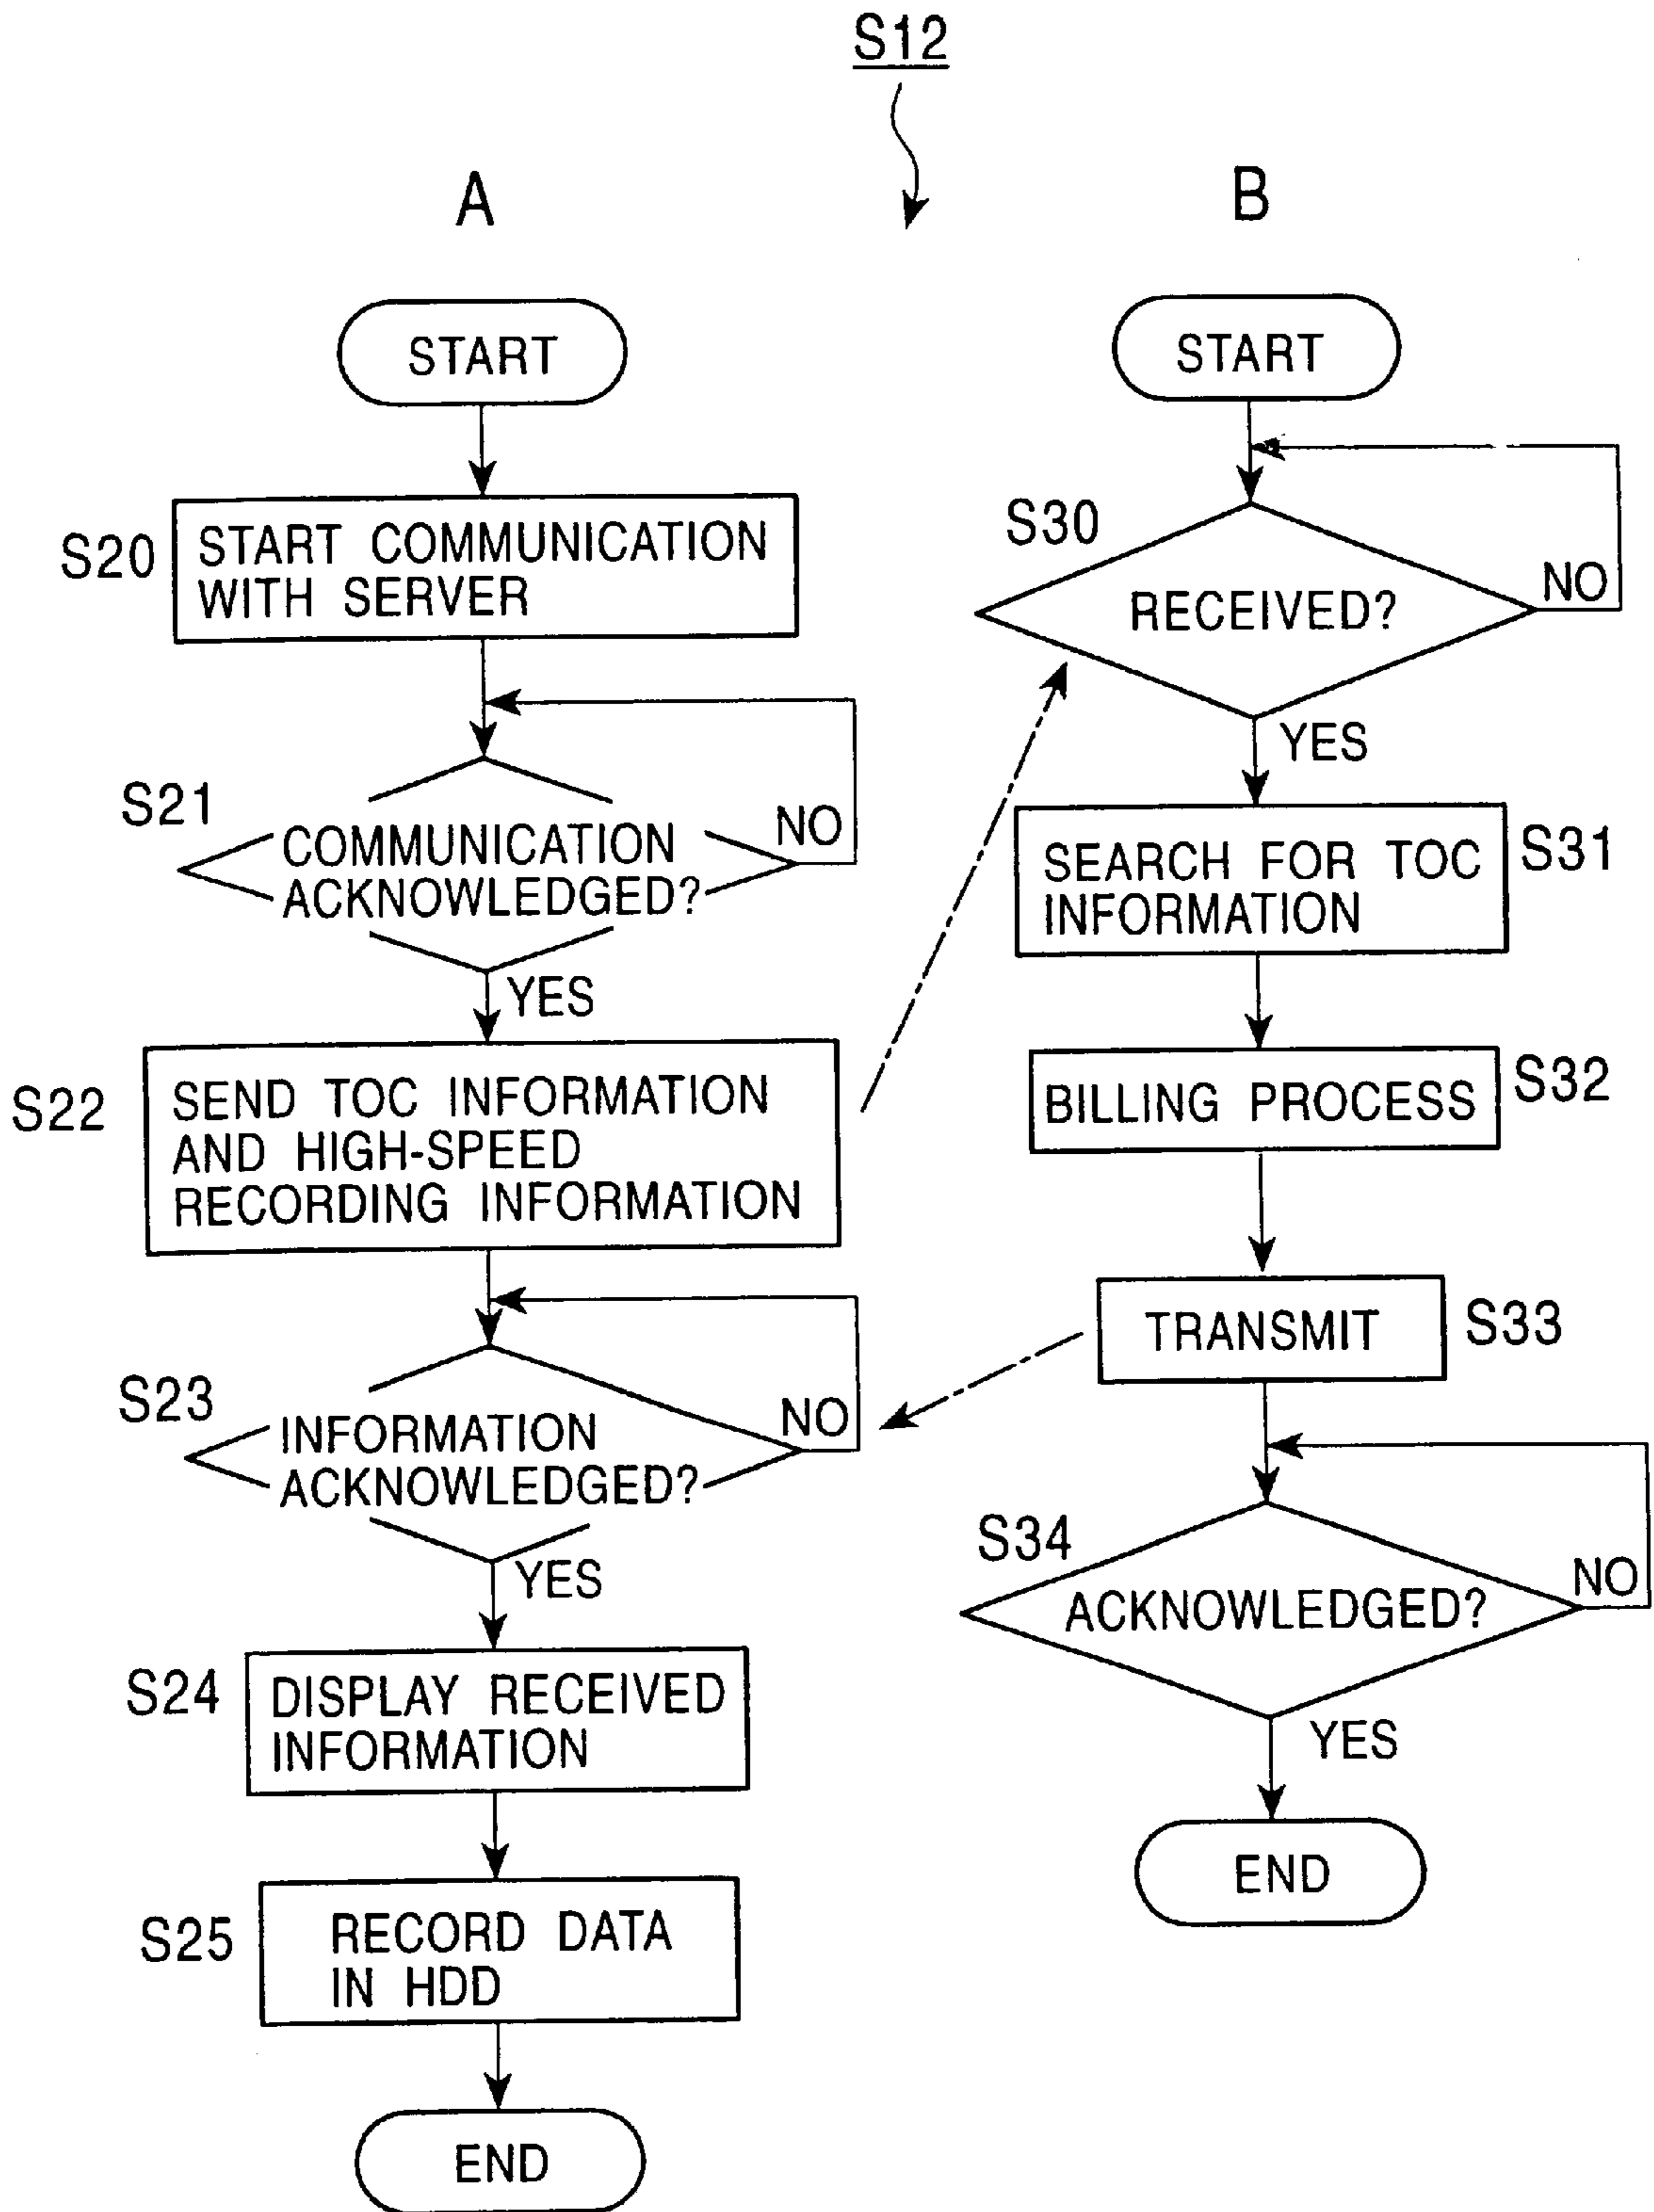 S12
A
START
S20
START COMMUNICATION
WITH SERVER
S21
COMMUNICATION
ACKNOWLEDGED?
NO
YES
S22
SEND TOC INFORMATION
AND HIGH-SPEED
RECORDING INFORMATION
S23
INFORMATION
ACKNOWLEDGED?
NO
YES
S24
DISPLAY RECEIVED
INFORMATION
S25
RECORD DATA
IN HDD
END
B
START
S30
RECEIVED?
NO
YES
SEARCH FOR TOC
INFORMATION
S31
BILLING PROCESS
S32
TRANSMIT
S33
S34
ACKNOWLEDGED?
NO
YES
END